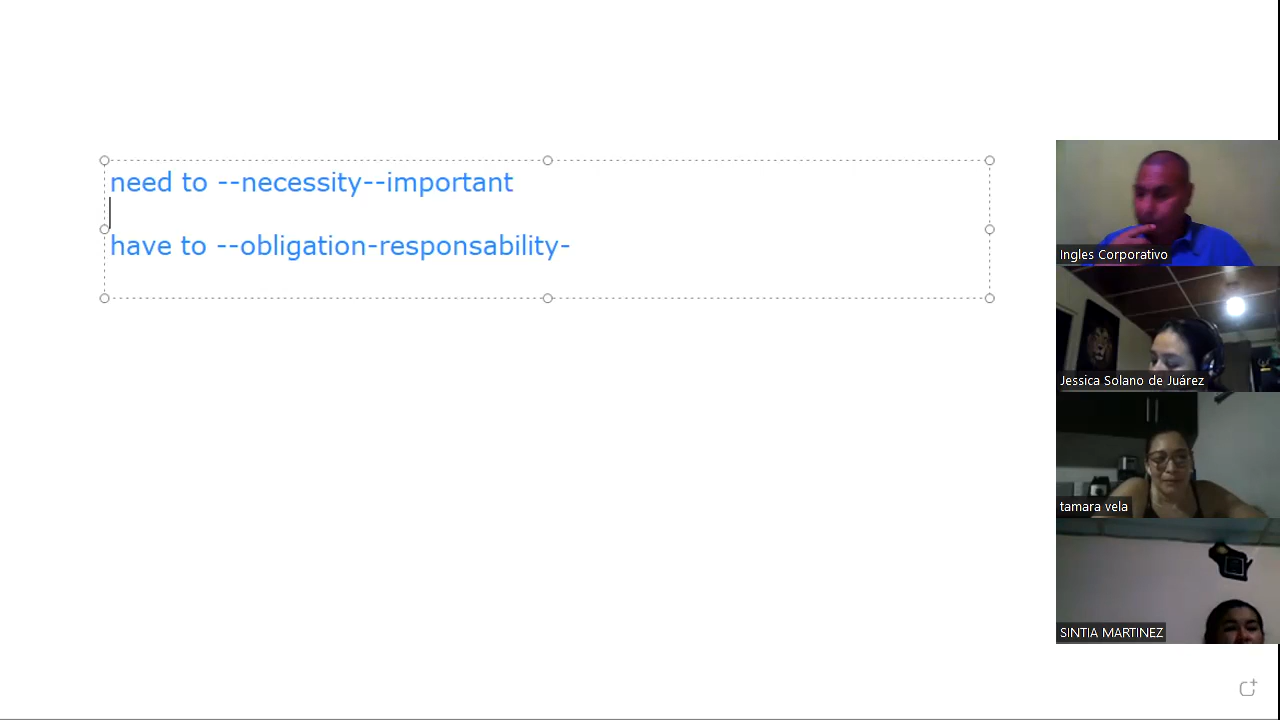 need to --necessity--important
have to --obligation-responsability-
Ingles Corporativo
Jessica Solano de Juárez
tamara vela
SINTIA MARTINEZ